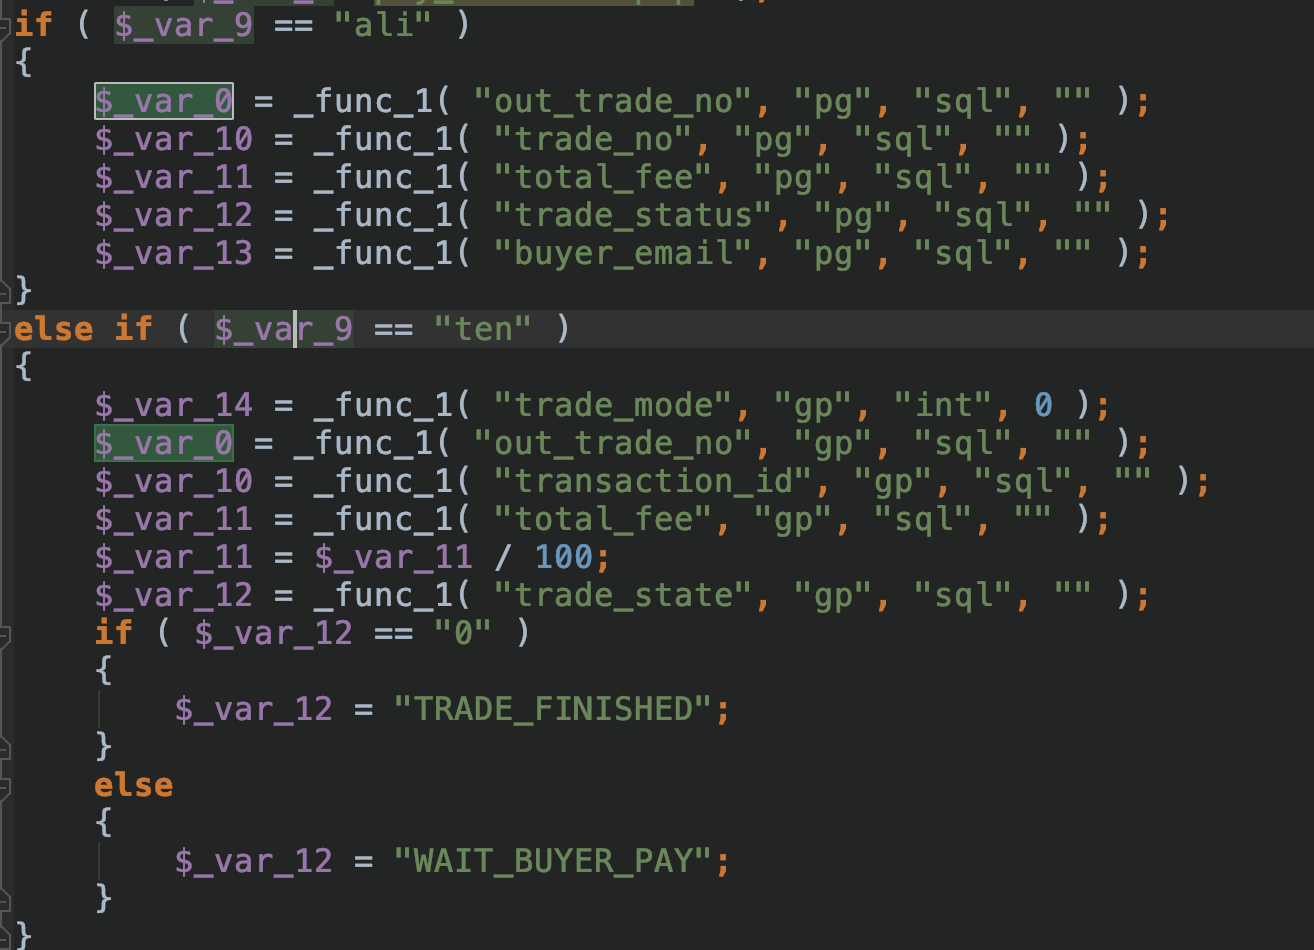 if ( $_var_9 == "ali" )
{
    $_var_0 = _func_1( "out_trade_no", "pg", "sql", "" );
    $_var_10 = _func_1( "trade_no", "pg", "sql", "" );
    $_var_11 = _func_1( "total_fee", "pg", "sql", "" );
    $_var_12 = _func_1( "trade_status", "pg", "sql", "" );
    $_var_13 = _func_1( "buyer_email", "pg", "sql", "" );
}
else if ( $_var_9 == "ten" )
{
    $_var_14 = _func_1( "trade_mode", "gp", "int", 0 );
    $_var_0 = _func_1( "out_trade_no", "gp", "sql", "" );
    $_var_10 = _func_1( "transaction_id", "gp", "sql", "" );
    $_var_11 = _func_1( "total_fee", "gp", "sql", "" );
    $_var_11 = $_var_11 / 100;
    $_var_12 = _func_1( "trade_state", "gp", "sql", "" );
    if ( $_var_12 == "0" )
    {
        $_var_12 = "TRADE_FINISHED";
    }
    else
    {
        $_var_12 = "WAIT_BUYER_PAY";
    }
}